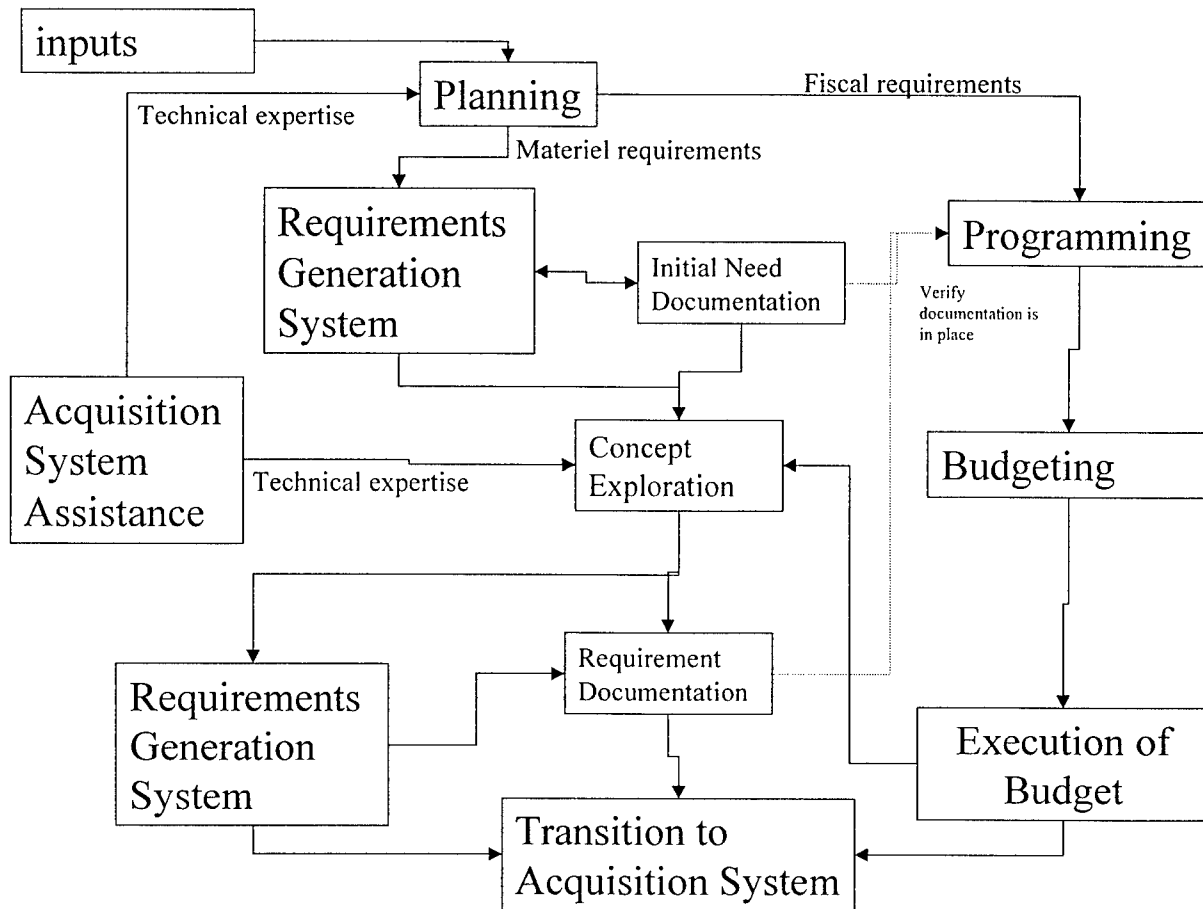 inputs
Planning
Fiscal requirements
Technical expertise
Materiel requirements
Requirements
Generation
System
Initial Need
Documentation
Programming
Verify
documentation is
in place
Acquisition
System
Assistance
Technical expertise
Concept
Exploration
Budgeting
Requirements
Generation
System
Requirement
Documentation
Execution of
Budget
Transition to
Acquisition System